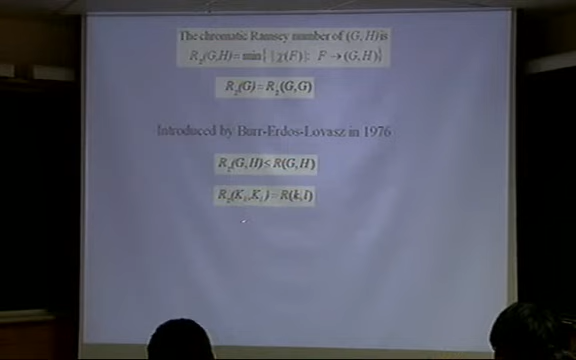 The chromatic Ramsey number of (G, H) is
R_χ(G,H) = min{ |χ(F)|: F → (G,H)}
R_χ(G) = R_χ(G,G)
Introduced by Burr-Erdos-Lovasz in 1976
R_χ(G,H) ≤ R(G,H)
R_χ(K_k,K_l) = R(k,l)